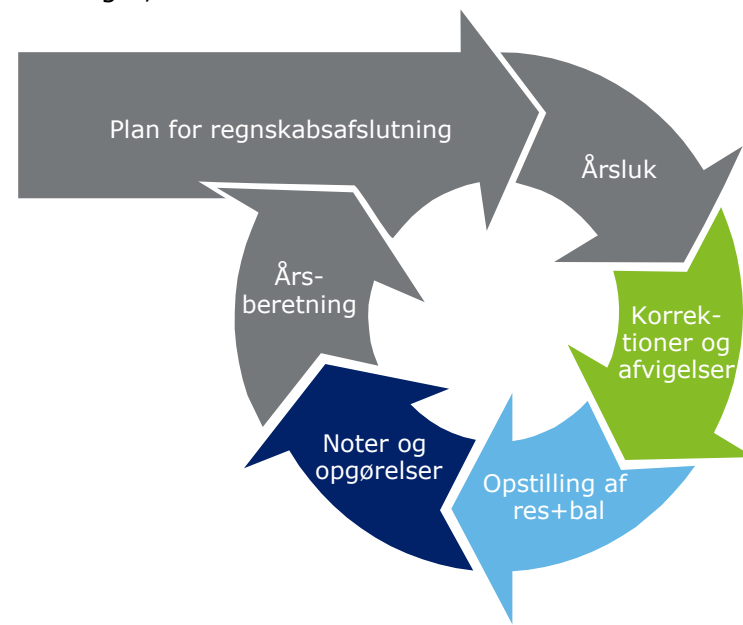 Plan for regnskabsafslutning
Årsluk
Korrek-
tioner og
afvigelser
Opstilling af
res+bal
Noter og
opgørelser
Års-
beretning